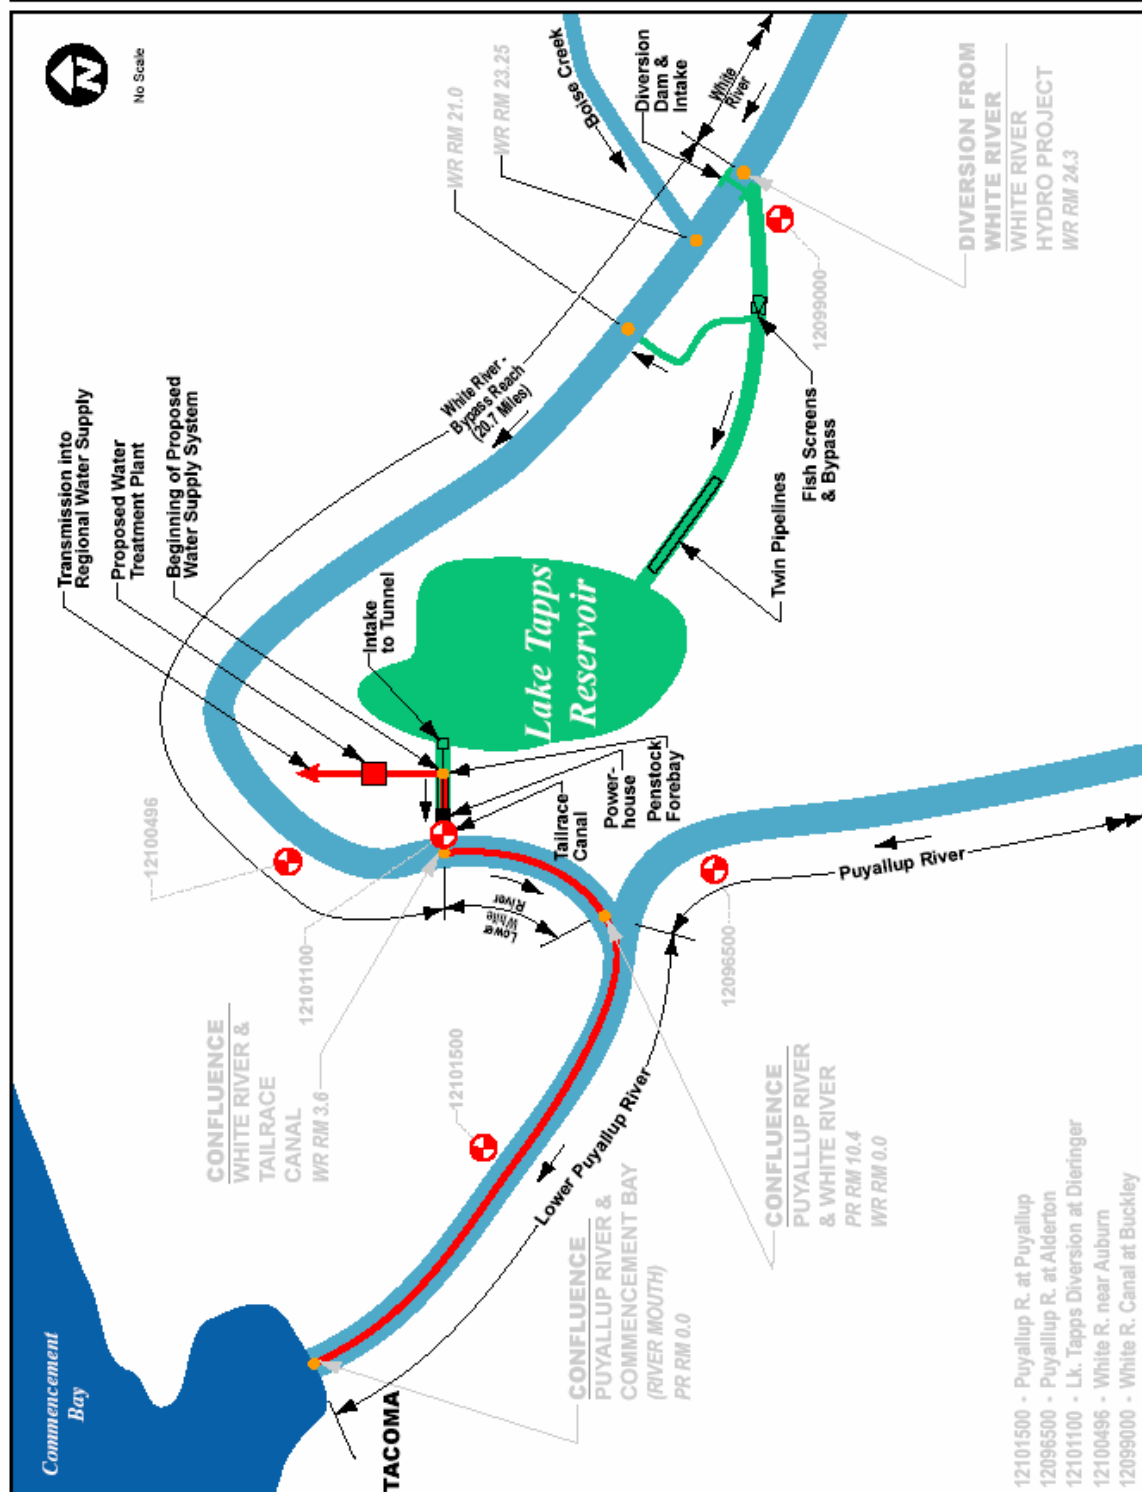 Commencement
Bay
TACOMA
N
No Scale
CONFLUENCE
WHITE RIVER &
TAILRACE
CANAL
WR RM 3.6
12101100
12100496
12101500
Transmission into
Regional Water Supply
Proposed Water
Treatment Plant
Beginning of Proposed
Water Supply System
Intake
to Tunnel
White River -
Bypass Reach
(20.7 Miles)
WR RM 21.0
WR RM 23.25
Boise Creek
Diversion
Dam &
Intake
White
River
Lower
White
River
Tailrace
Canal
Power-
house
Penstock
Forebay
Lake Tapps
Reservoir
Twin Pipelines
Fish Screens
& Bypass
12099000
DIVERSION FROM
WHITE RIVER
WHITE RIVER
HYDRO PROJECT
WR RM 24.3
CONFLUENCE
PUYALLUP RIVER &
COMMENCEMENT BAY
(RIVER MOUTH)
PR RM 0.0
Lower Puyallup River
12096500
Puyallup River
CONFLUENCE
PUYALLUP RIVER
& WHITE RIVER
PR RM 10.4
WR RM 0.0
12101500 - Puyallup R. at Puyallup
12096500 - Puyallup R. at Alderton
12101100 - Lk. Tapps Diversion at Dieringer
12100496 - White R. near Auburn
12099000 - White R. Canal at Buckley